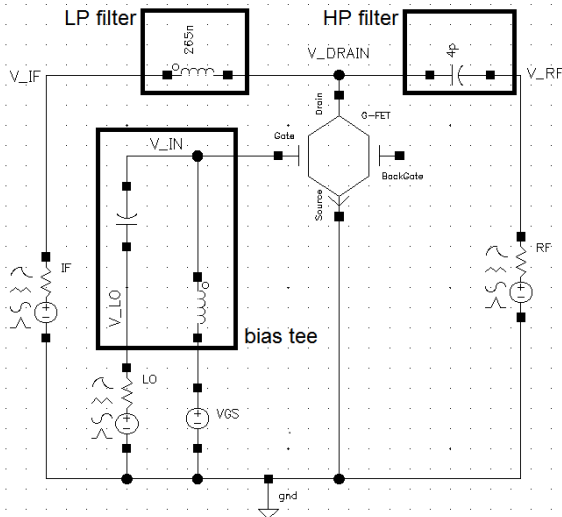 LP filter
HP filter
265n
4p
V_IF
V_DRAIN
V_RF
Drain
G-FET
V_IN
Gate
BackGate
Source
RF
IF
V_LO
bias tee
LO
VGS
gnd